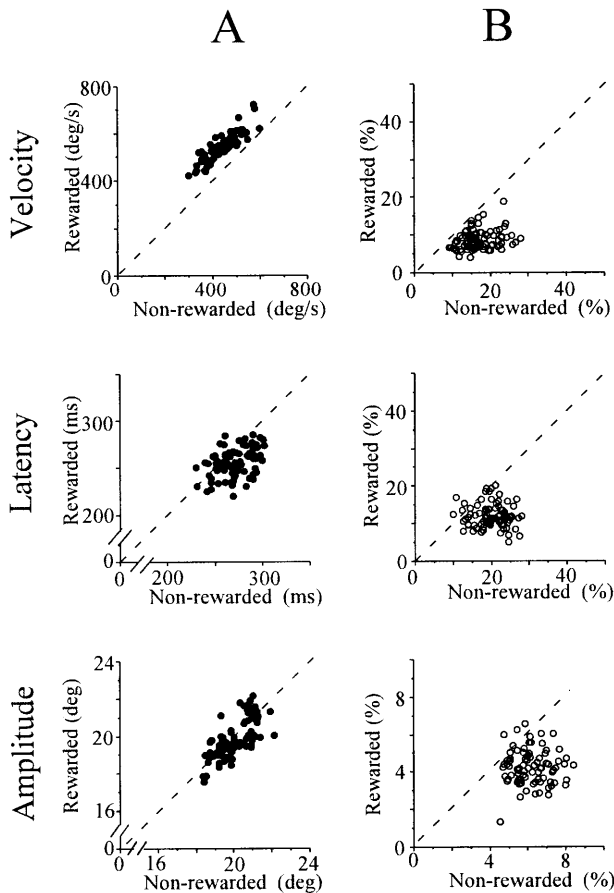 A
B
Velocity
Rewarded (deg/s)
800
400
0
0
400
800
Non-rewarded (deg/s)
Rewarded (%)
40
20
0
0
20
40
Non-rewarded (%)
Latency
Rewarded (ms)
300
200
0
0
200
300
Non-rewarded (ms)
Rewarded (%)
40
20
0
0
20
40
Non-rewarded (%)
Amplitude
Rewarded (deg)
24
20
16
0
0
16
20
24
Non-rewarded (deg)
Rewarded (%)
8
4
0
0
4
8
Non-rewarded (%)